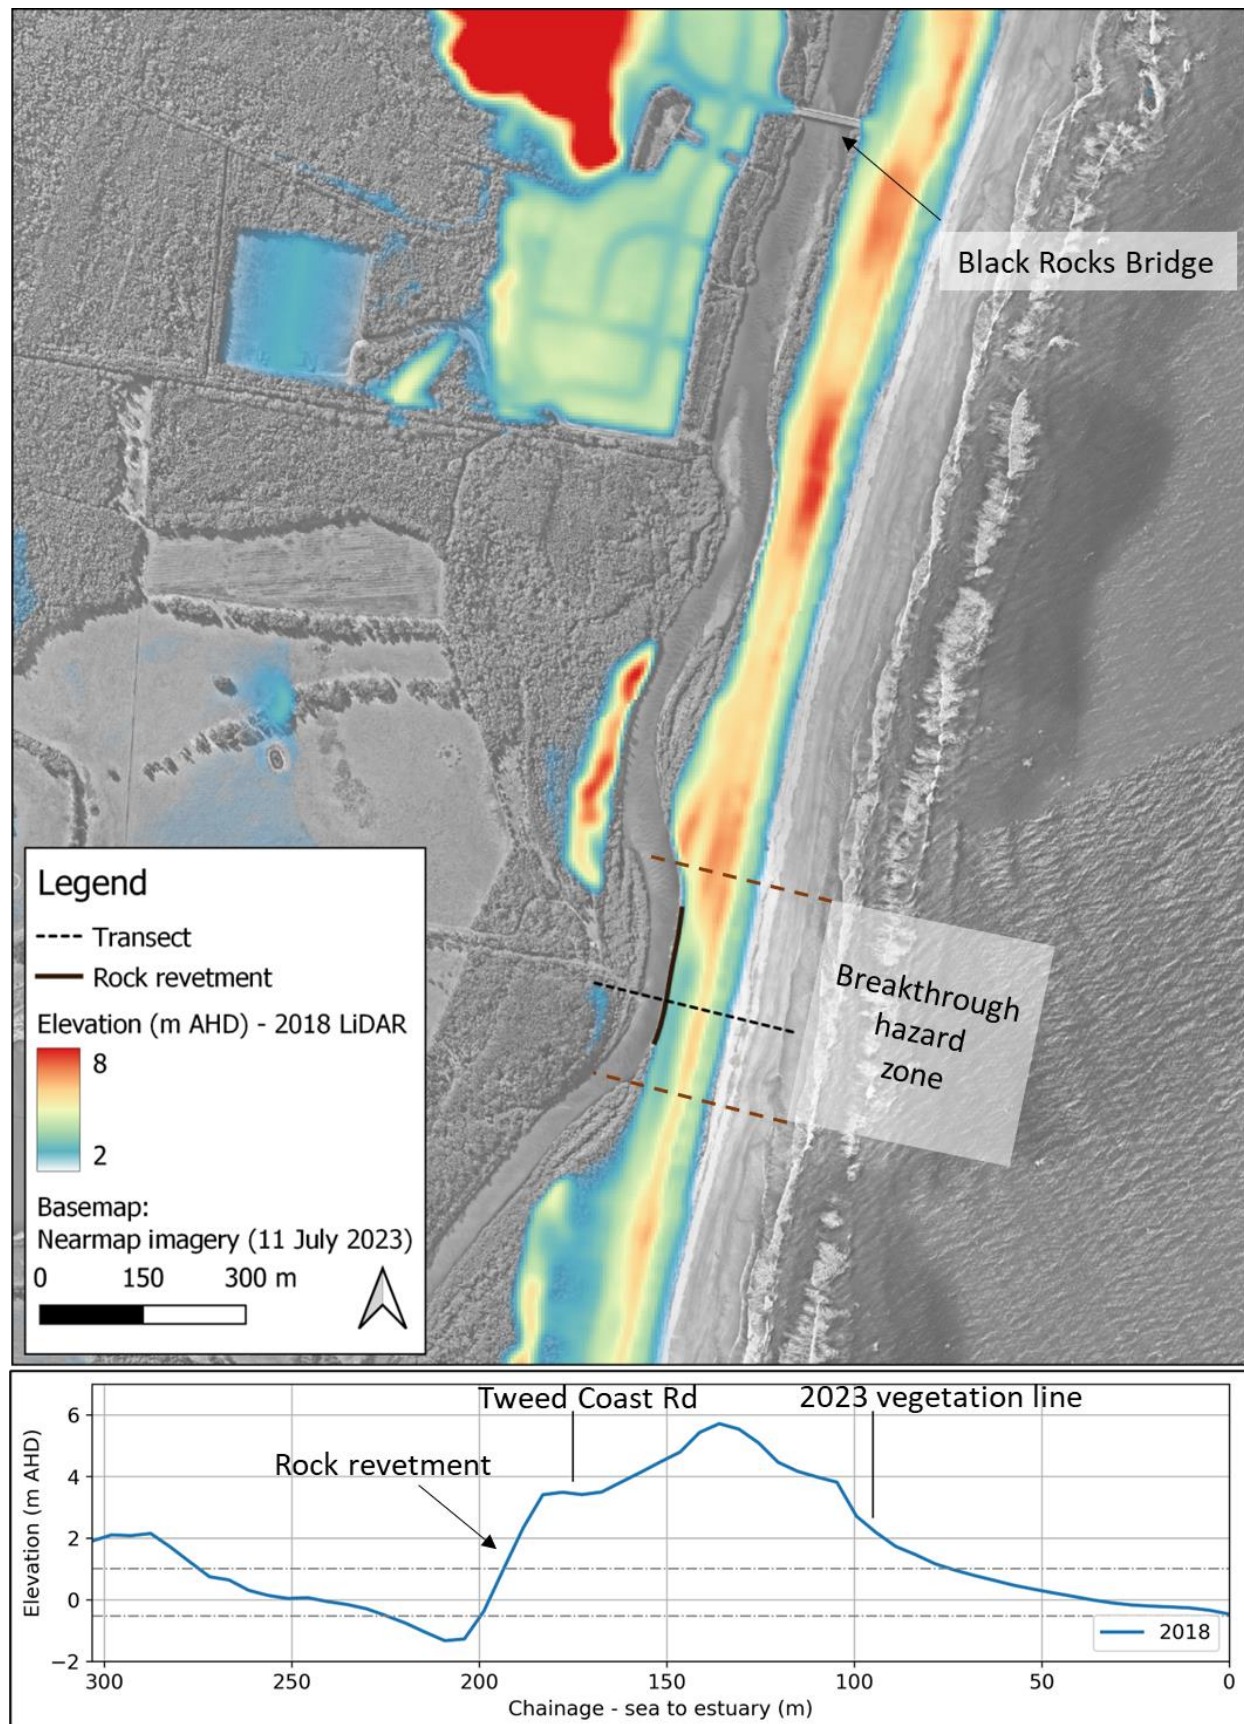 Black Rocks Bridge
Breakthrough
hazard
zone
Legend
Transect
Rock revetment
Elevation (m AHD) - 2018 LiDAR
8
2
Basemap:
Nearmap imagery (11 July 2023)
0 150 300 m
Tweed Coast Rd
2023 vegetation line
Rock revetment
Elevation (m AHD)
6
4
2
0
−2
2018
300 250 200 150 100 50 0
Chainage - sea to estuary (m)